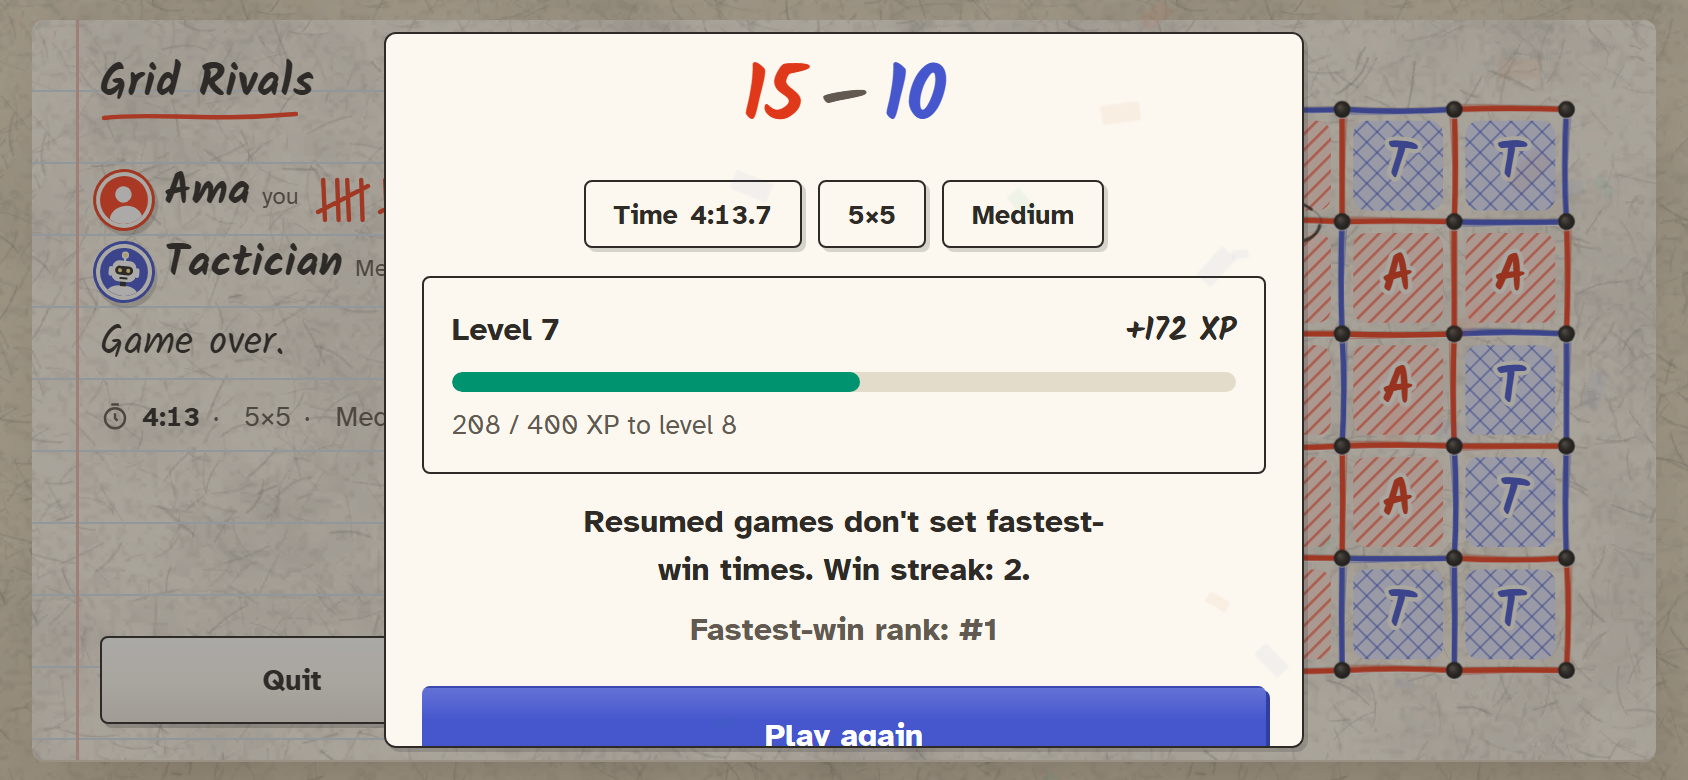 Grid Rivals
Ama you
Tactician Me
Game over.
4:13 · 5×5 · Med
Quit
15 – 10
Time 4:13.7
5×5
Medium
Level 7
+172 XP
208 / 400 XP to level 8
Resumed games don't set fastest-
win times. Win streak: 2.
Fastest-win rank: #1
Play again
T T
A A
A T
A T
T T